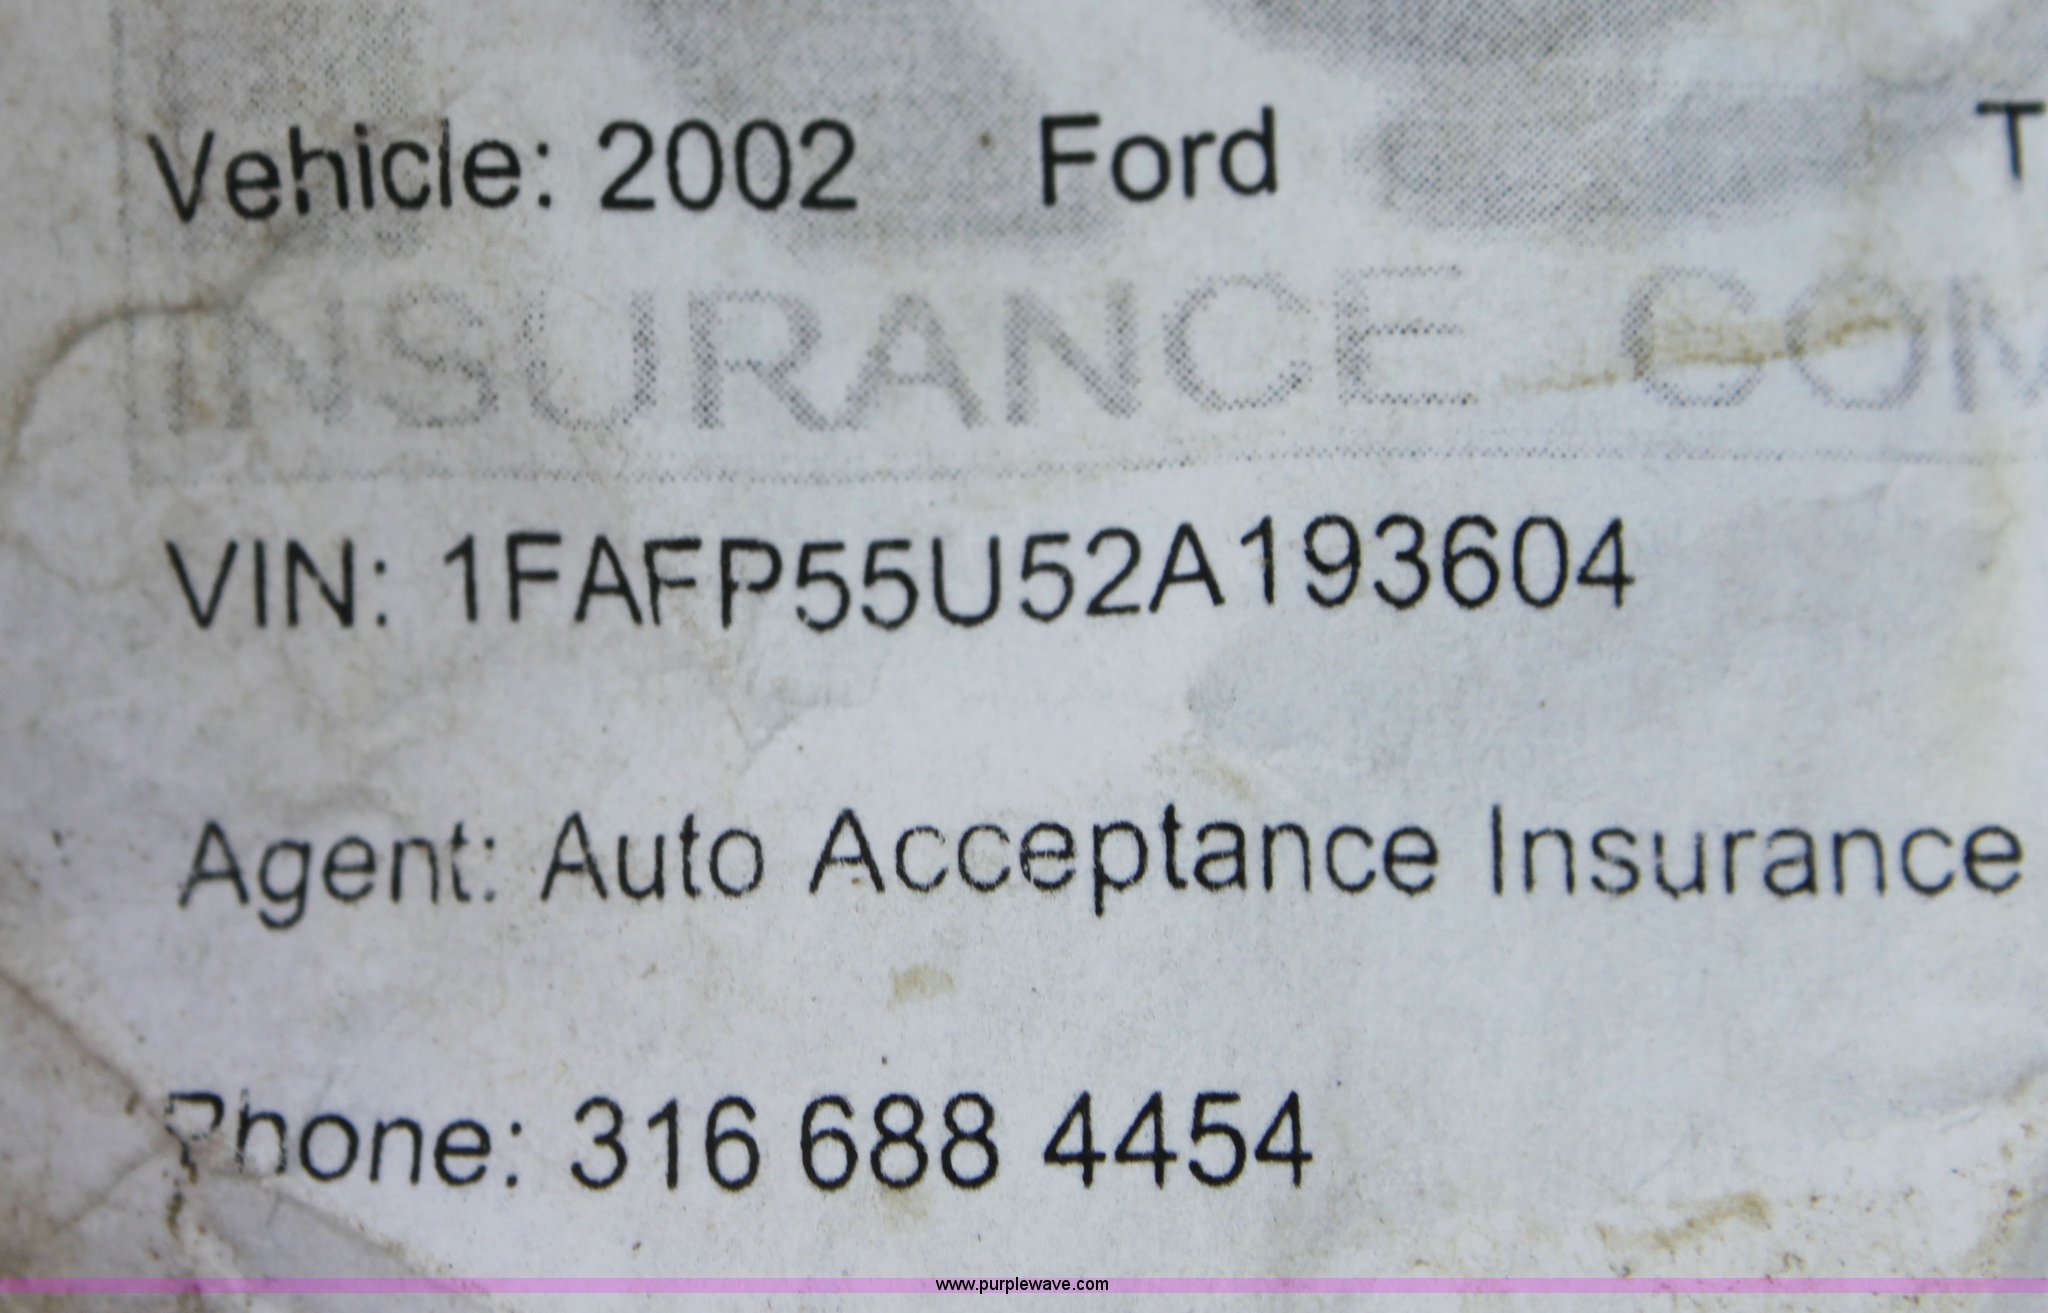 Vehicle: 2002 Ford T
INSURANCE COM
VIN: 1FAFP55U52A193604
Agent: Auto Acceptance Insurance
Phone: 316 688 4454
www.purplewave.com